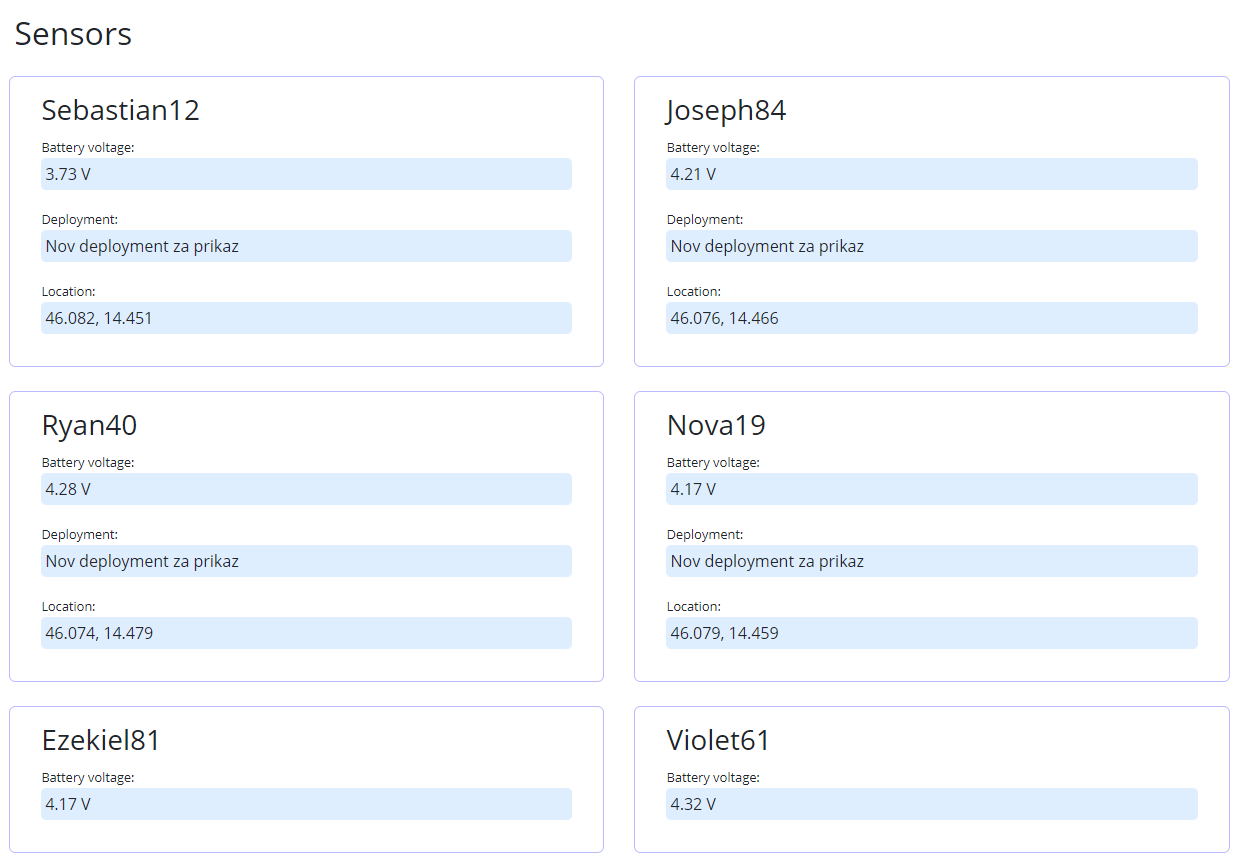 Sensors
Sebastian12
Battery voltage:
3.73 V
Deployment:
Nov deployment za prikaz
Location:
46.082, 14.451
Joseph84
Battery voltage:
4.21 V
Deployment:
Nov deployment za prikaz
Location:
46.076, 14.466
Ryan40
Battery voltage:
4.28 V
Deployment:
Nov deployment za prikaz
Location:
46.074, 14.479
Nova19
Battery voltage:
4.17 V
Deployment:
Nov deployment za prikaz
Location:
46.079, 14.459
Ezekiel81
Battery voltage:
4.17 V
Violet61
Battery voltage:
4.32 V